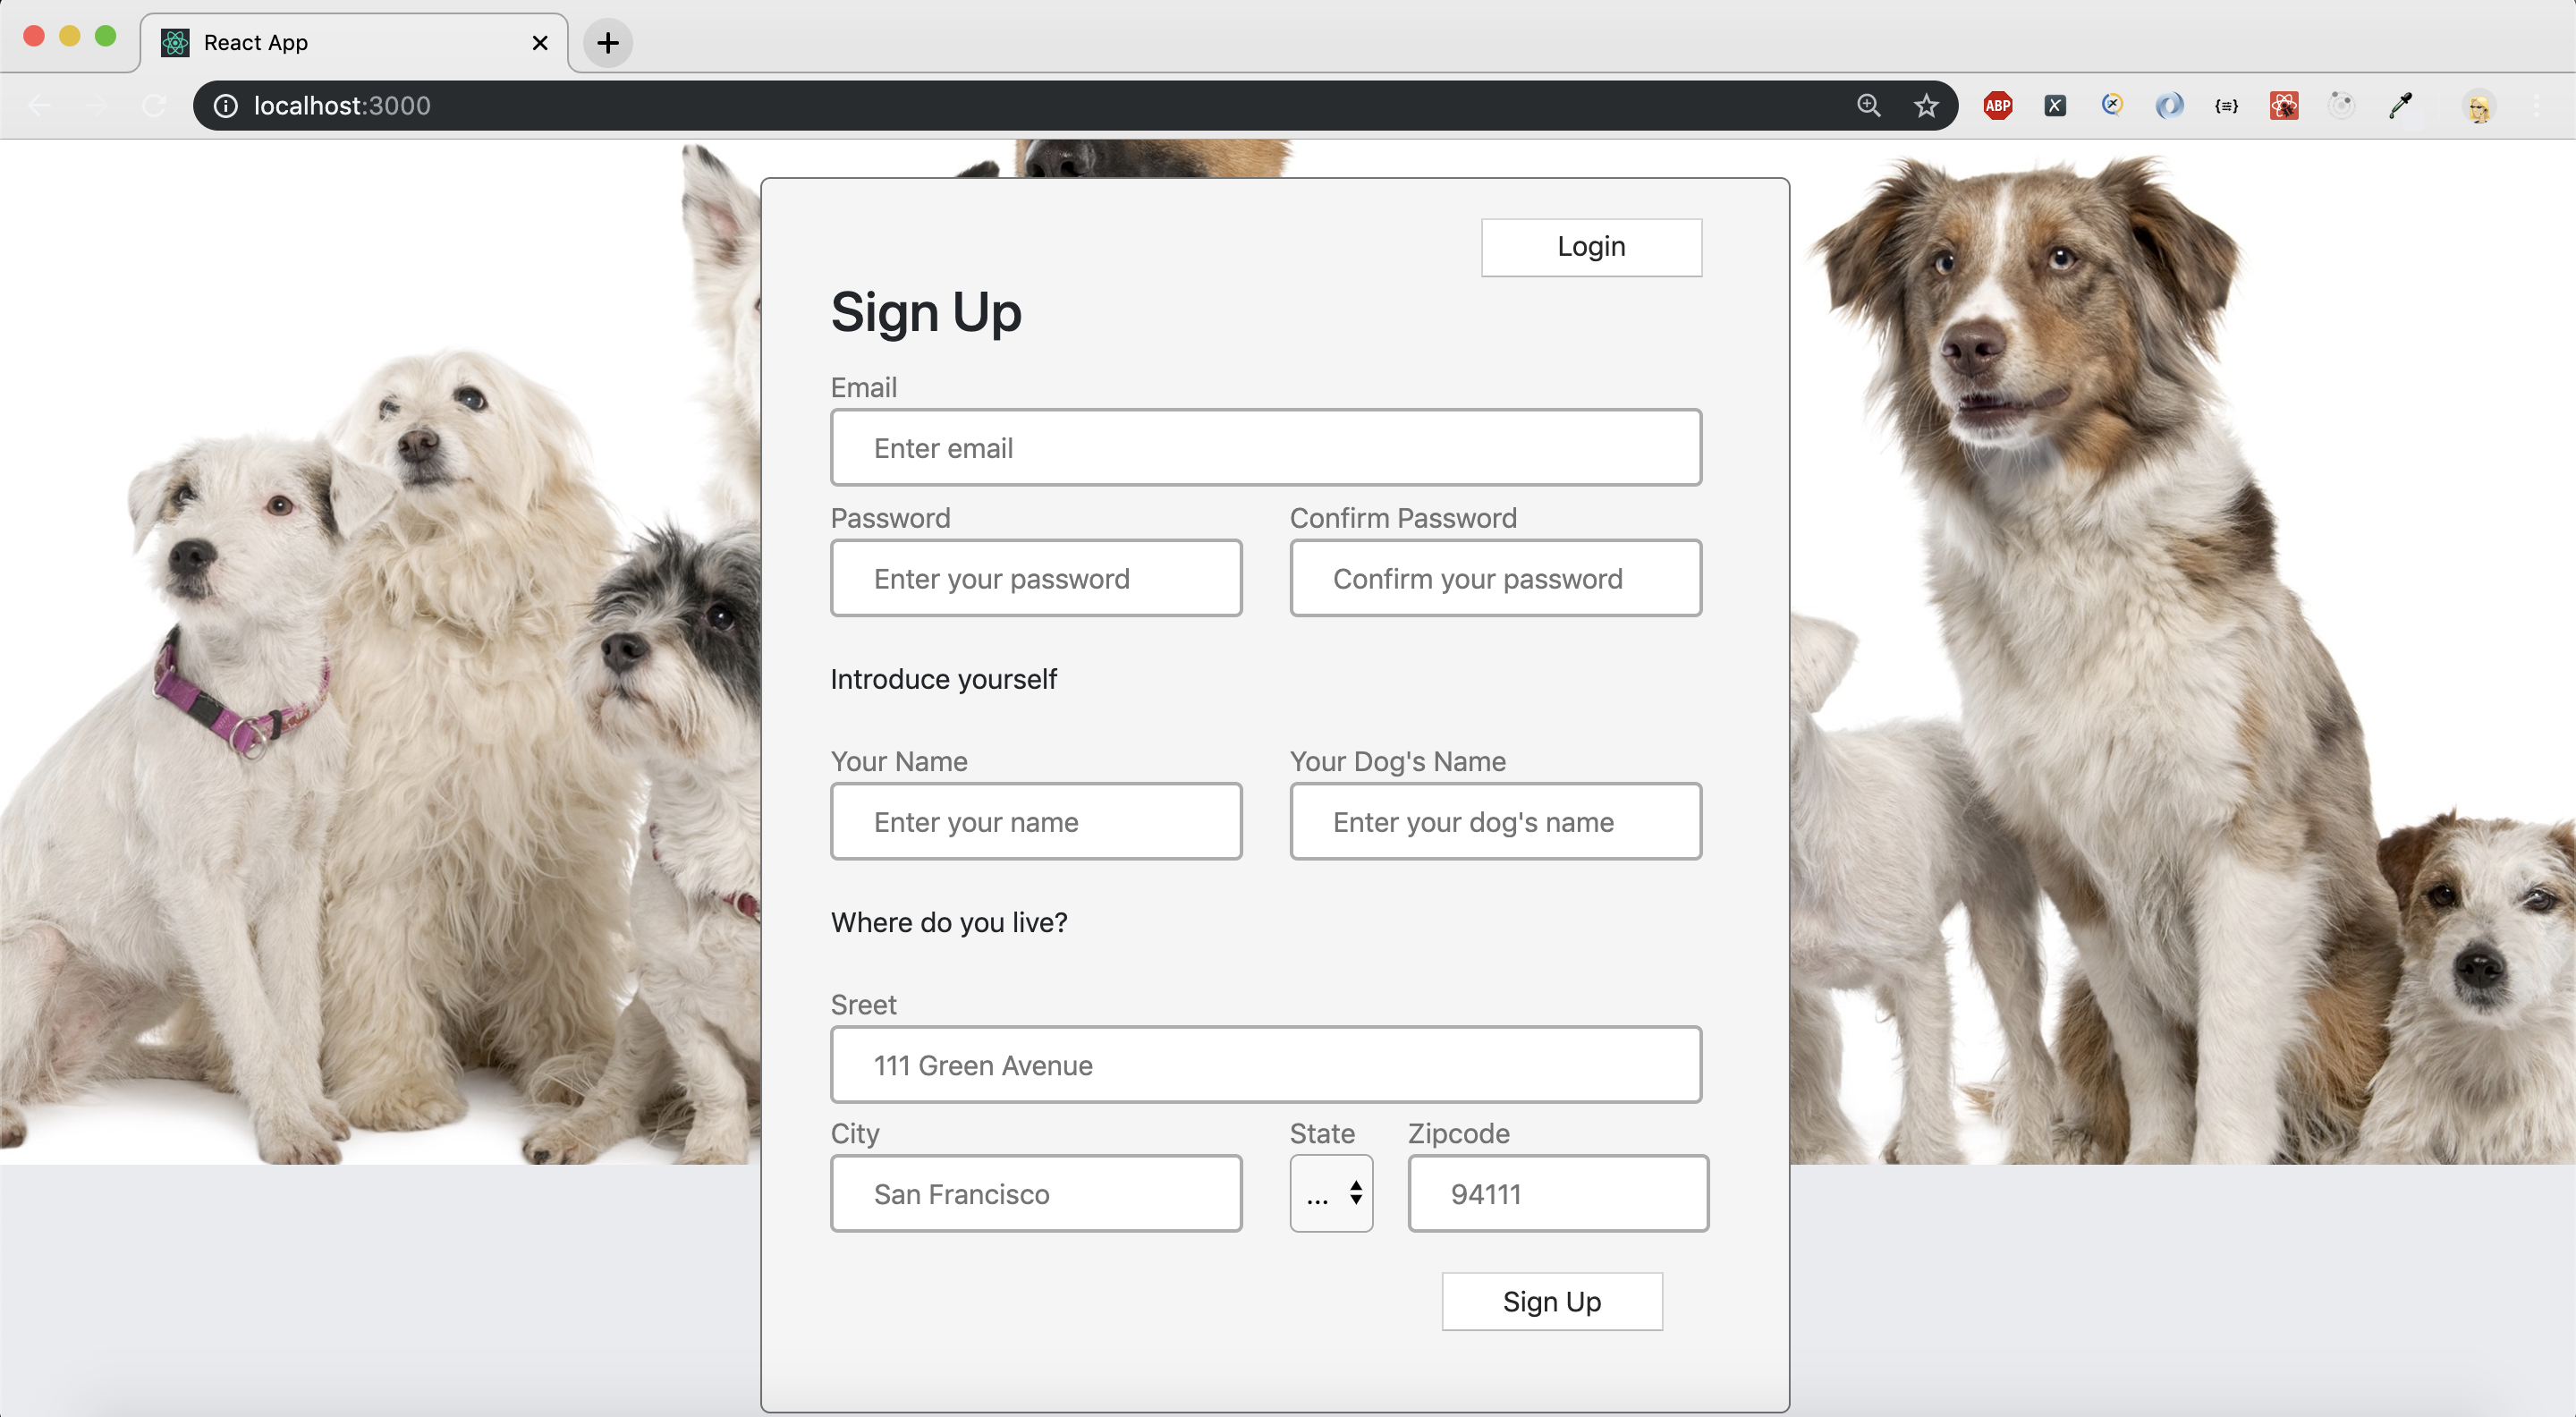 React App
localhost:3000
ABP
Login
Sign Up
Email
Enter email
Password Confirm Password
Enter your password Confirm your password
Introduce yourself
Your Name Your Dog's Name
Enter your name Enter your dog's name
Where do you live?
Sreet
111 Green Avenue
City State Zipcode
San Francisco ... 94111
Sign Up